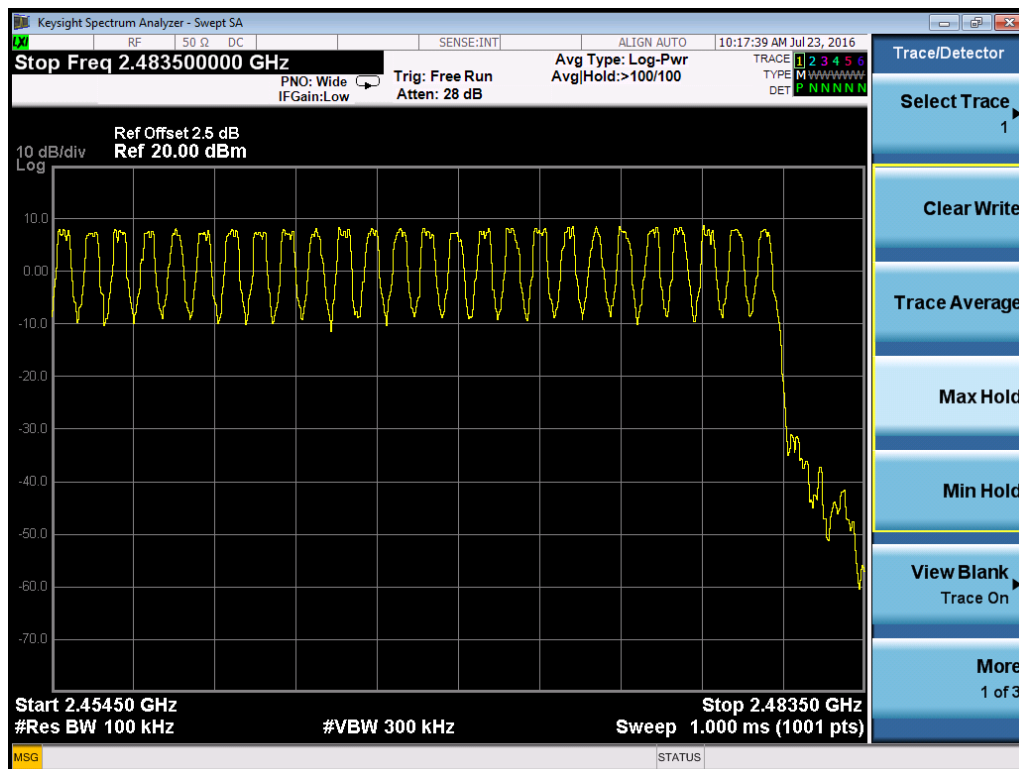 Keysight Spectrum Analyzer - Swept SA
LXI RF 50 Ω DC SENSE:INT ALIGN AUTO 10:17:39 AM Jul 23, 2016
Stop Freq 2.483500000 GHz
PNO: Wide
IFGain:Low
Trig: Free Run
Atten: 28 dB
Avg Type: Log-Pwr
Avg|Hold:>100/100
TRACE 1 2 3 4 5 6
TYPE M WWWWW
DET P N N N N N
Ref Offset 2.5 dB
10 dB/div Ref 20.00 dBm
Log
10.0
0.00
-10.0
-20.0
-30.0
-40.0
-50.0
-60.0
-70.0
Start 2.45450 GHz Stop 2.48350 GHz
#Res BW 100 kHz #VBW 300 kHz Sweep 1.000 ms (1001 pts)
MSG STATUS
Trace/Detector
Select Trace
1
Clear Write
Trace Average
Max Hold
Min Hold
View Blank
Trace On
More
1 of 3